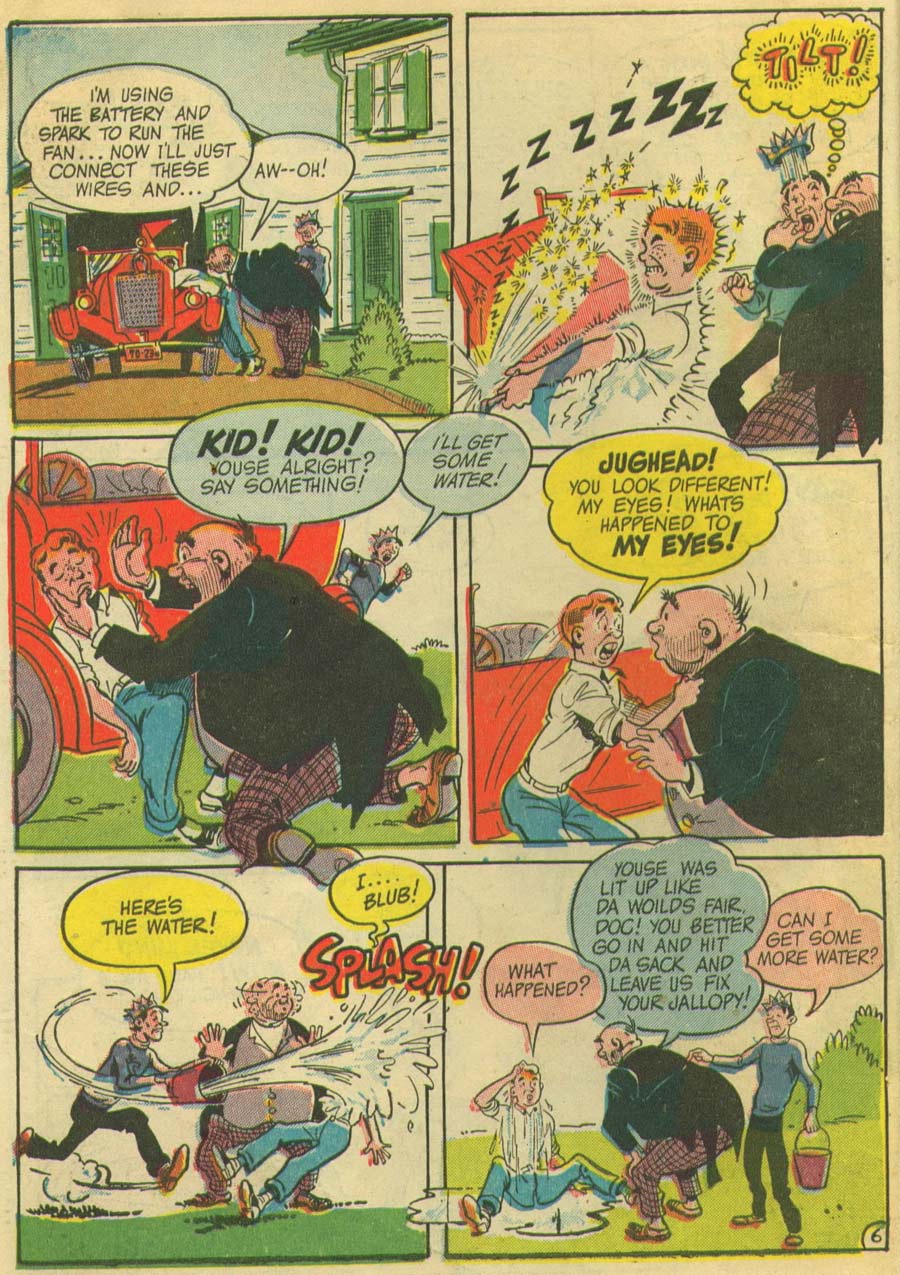 I'M USING
THE BATTERY AND
SPARK TO RUN THE
FAN... NOW I'LL JUST
CONNECT THESE
WIRES AND...
AW--OH!
Z Z Z Z Z Z Z Z Z
TILT!
KID! KID!
YOUSE ALRIGHT?
SAY SOMETHING!
I'LL GET
SOME
WATER!
JUGHEAD!
YOU LOOK DIFFERENT!
MY EYES! WHATS
HAPPENED TO
MY EYES!
HERE'S
THE WATER!
I....
BLUB!
SPLASH!
WHAT
HAPPENED?
YOUSE WAS
LIT UP LIKE
DA WOILDS FAIR,
DOC! YOU BETTER
GO IN AND HIT
DA SACK AND
LEAVE US FIX
YOUR JALLOPY!
CAN I
GET SOME
MORE WATER?
6